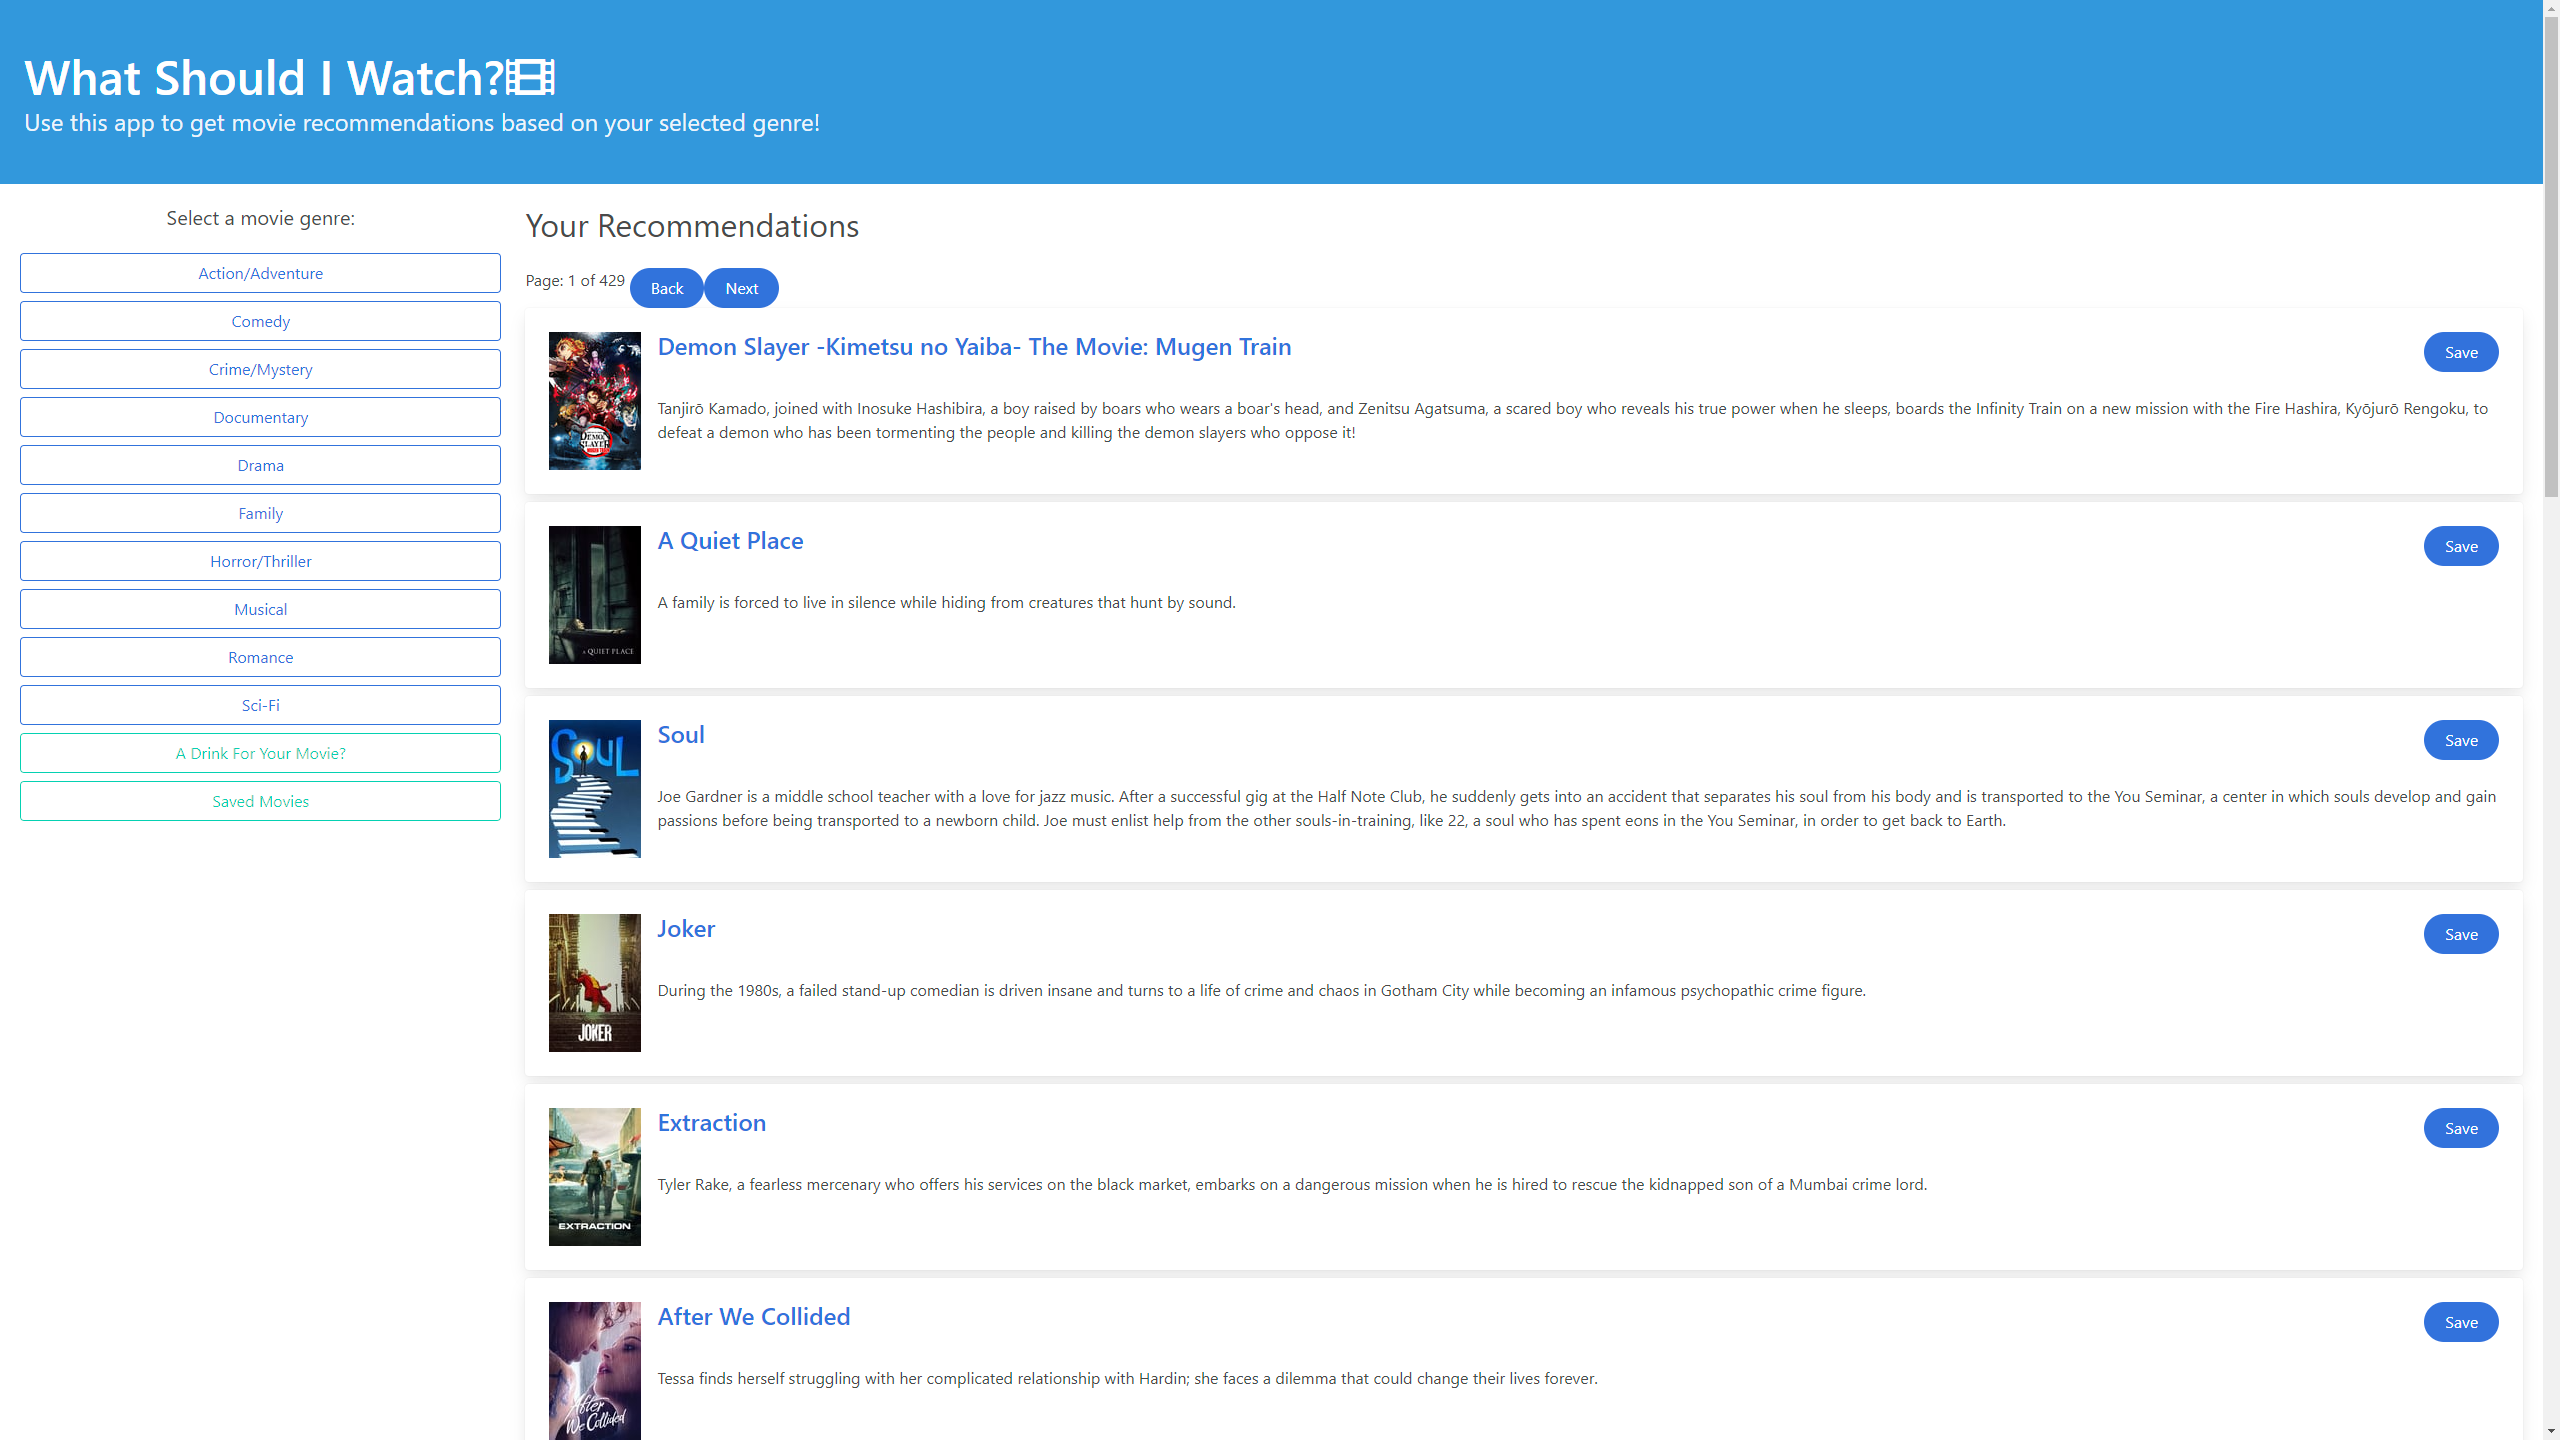 What Should I Watch?
Use this app to get movie recommendations based on your selected genre!
Select a movie genre:
Action/Adventure
Comedy
Crime/Mystery
Documentary
Drama
Family
Horror/Thriller
Musical
Romance
Sci-Fi
A Drink For Your Movie?
Saved Movies
Your Recommendations
Page: 1 of 429 Back Next
DEMON
SLAYER
MUGEN TRAIN
Demon Slayer -Kimetsu no Yaiba- The Movie: Mugen Train
Save
Tanjirō Kamado, joined with Inosuke Hashibira, a boy raised by boars who wears a boar's head, and Zenitsu Agatsuma, a scared boy who reveals his true power when he sleeps, boards the Infinity Train on a new mission with the Fire Hashira, Kyōjurō Rengoku, to
defeat a demon who has been tormenting the people and killing the demon slayers who oppose it!
A QUIET PLACE
A Quiet Place
Save
A family is forced to live in silence while hiding from creatures that hunt by sound.
SOUL
Soul
Save
Joe Gardner is a middle school teacher with a love for jazz music. After a successful gig at the Half Note Club, he suddenly gets into an accident that separates his soul from his body and is transported to the You Seminar, a center in which souls develop and gain
passions before being transported to a newborn child. Joe must enlist help from the other souls-in-training, like 22, a soul who has spent eons in the You Seminar, in order to get back to Earth.
JOKER
Joker
Save
During the 1980s, a failed stand-up comedian is driven insane and turns to a life of crime and chaos in Gotham City while becoming an infamous psychopathic crime figure.
EXTRACTION
Extraction
Save
Tyler Rake, a fearless mercenary who offers his services on the black market, embarks on a dangerous mission when he is hired to rescue the kidnapped son of a Mumbai crime lord.
After
We Collided
After We Collided
Save
Tessa finds herself struggling with her complicated relationship with Hardin; she faces a dilemma that could change their lives forever.